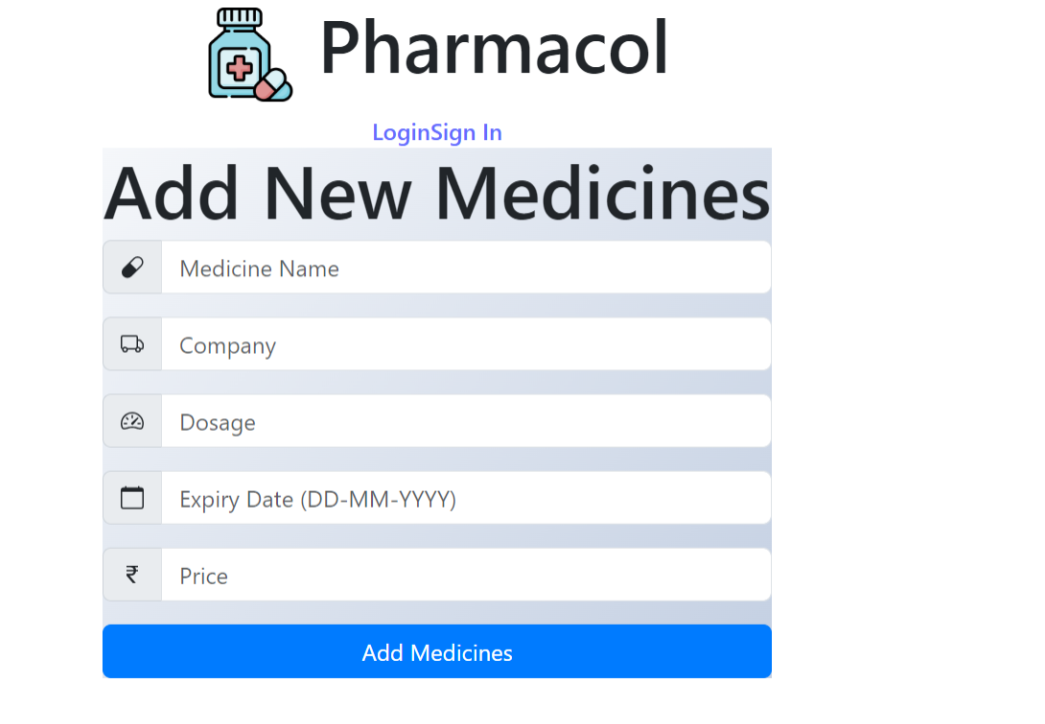 Pharmacol
LoginSign In
Add New Medicines
Medicine Name
Company
Dosage
Expiry Date (DD-MM-YYYY)
₹ Price
Add Medicines